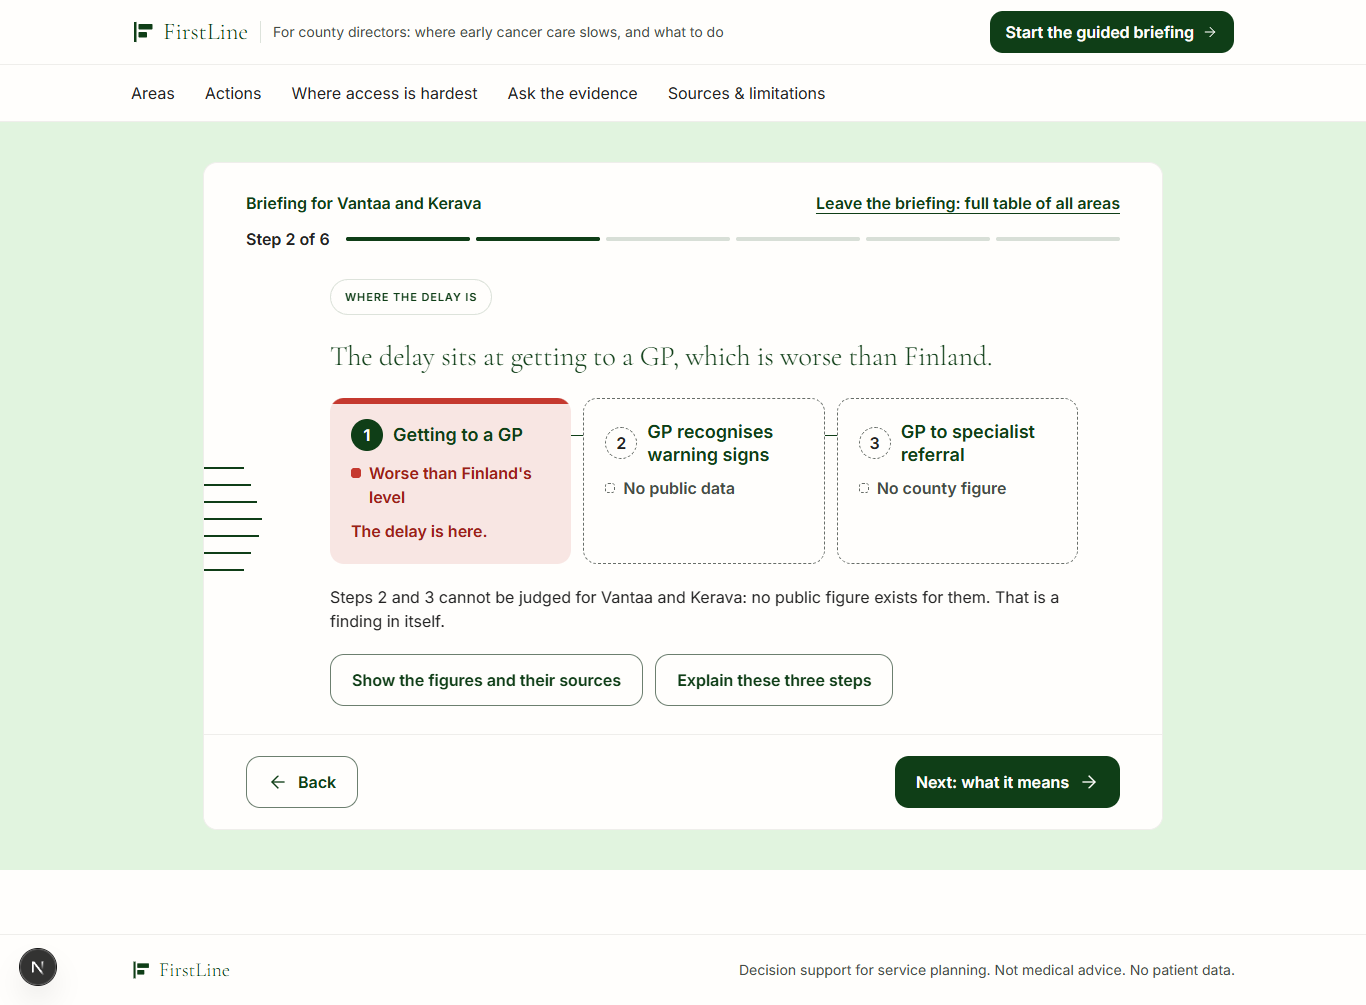 FirstLine
For county directors: where early cancer care slows, and what to do
Start the guided briefing
Areas
Actions
Where access is hardest
Ask the evidence
Sources & limitations
Briefing for Vantaa and Kerava
Leave the briefing: full table of all areas
Step 2 of 6
WHERE THE DELAY IS
The delay sits at getting to a GP, which is worse than Finland.
1
Getting to a GP
Worse than Finland's
level
The delay is here.
2
GP recognises
warning signs
No public data
3
GP to specialist
referral
No county figure
Steps 2 and 3 cannot be judged for Vantaa and Kerava: no public figure exists for them. That is a
finding in itself.
Show the figures and their sources
Explain these three steps
Back
Next: what it means
N
FirstLine
Decision support for service planning. Not medical advice. No patient data.